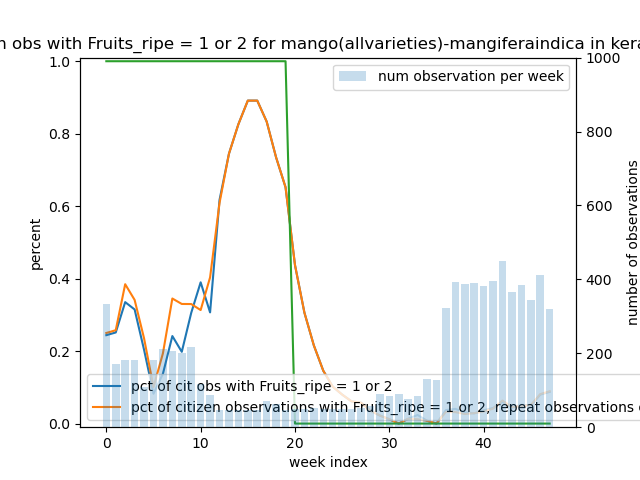 obs with Fruits_ripe = 1 or 2 for mango(allvarieties)-mangiferaindica in
num observation per week
pct of cit obs with Fruits_ripe = 1 or 2
pct of citizen observations with Fruits_ripe = 1 or 2, repeat observations
percent
number of observations
week index
1.0
0.8
0.6
0.4
0.2
0.0
1000
800
600
400
200
0
0
10
20
30
40